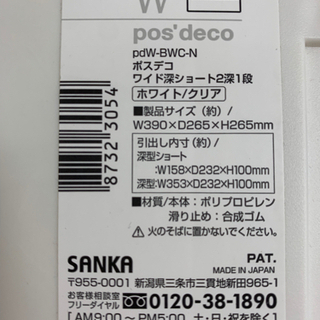 W
pos'deco
pdW-BWC-N
ポスデコ
ワイド深ショート2深1段
ホワイト/クリア
■製品サイズ(約)/
W390×D265×H265mm
引出し内寸(約)/
深型ショート
:W158×D232×H100mm
深型:W353×D232×H100mm
■材質/本体:ポリプロピレン
滑り止め:合成ゴム
⚠火のそばに置かないでください。
8732 3054
PAT.
SANKA MADE IN JAPAN
〒955-0001 新潟県三条市三貫地新田965-1
お客様相談室
フリーダイヤル 0120-38-1890
[AM9:00〜PM5:00 土・日・祝を除く]